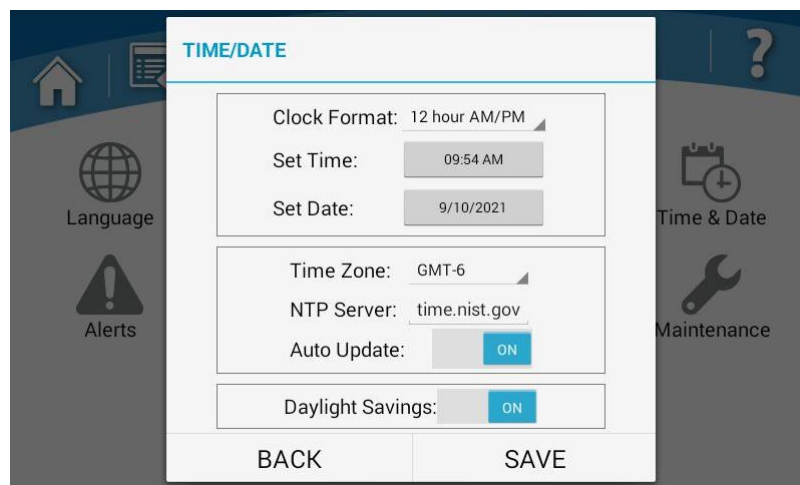 TIME/DATE
?
Clock Format: 12 hour AM/PM
Set Time: 09:54 AM
Set Date: 9/10/2021
Language
Time & Date
Time Zone: GMT-6
NTP Server: time.nist.gov
Alerts
Maintenance
Auto Update: ON
Daylight Savings: ON
BACK SAVE